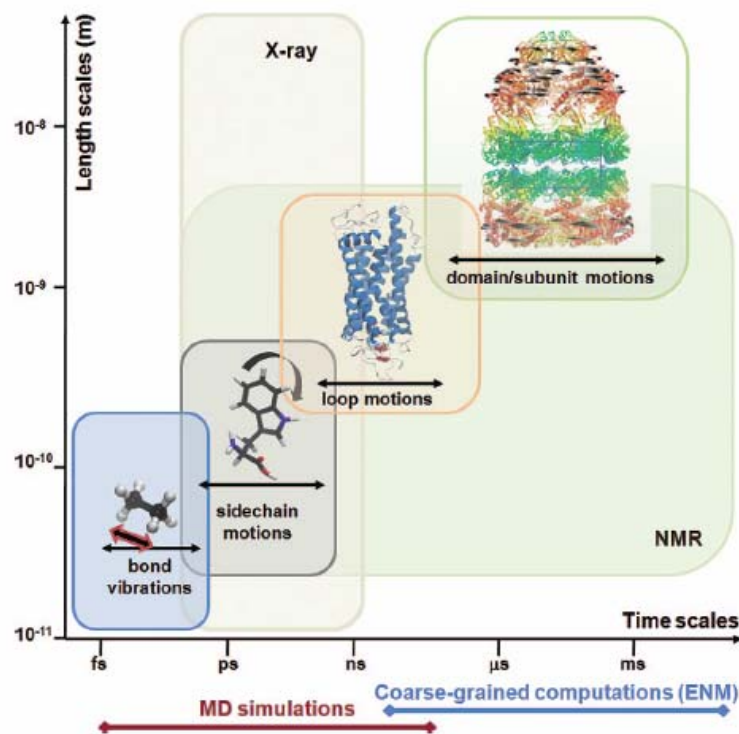 Length scales (m)
X-ray
10⁻⁸
domain/subunit motions
10⁻⁹
loop motions
10⁻¹⁰
sidechain
motions
NMR
bond
vibrations
10⁻¹¹
Time scales
fs ps ns μs ms
Coarse-grained computations (ENM)
MD simulations